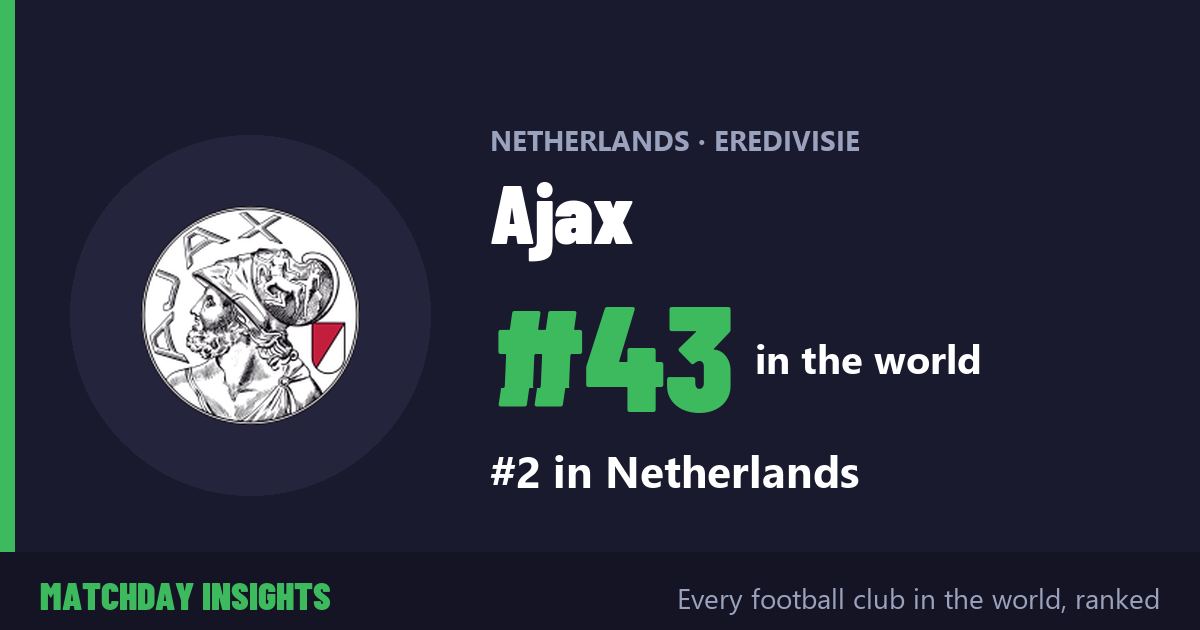 NETHERLANDS · EREDIVISIE
AJAX
Ajax
#43 in the world
#2 in Netherlands
MATCHDAY INSIGHTS
Every football club in the world, ranked